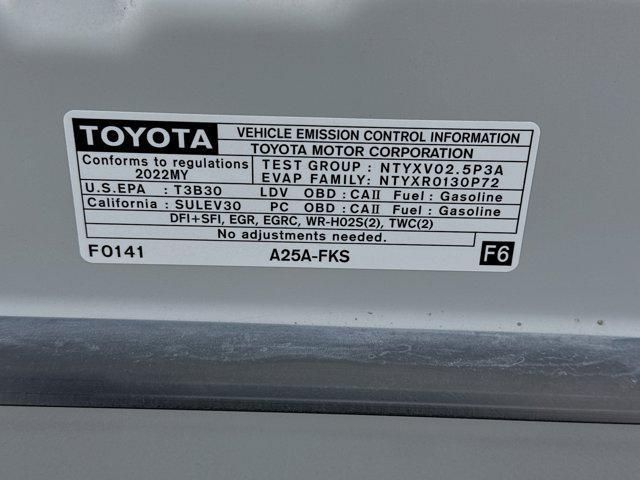 TOYOTA
VEHICLE EMISSION CONTROL INFORMATION
TOYOTA MOTOR CORPORATION
Conforms to regulations
2022MY
TEST GROUP : NTYXV02.5P3A
EVAP FAMILY: NTYXR0130P72
U.S.EPA : T3B30 LDV OBD : CAII Fuel : Gasoline
California : SULEV30 PC OBD : CAII Fuel : Gasoline
DFI+SFI, EGR, EGRC, WR-HO2S(2), TWC(2)
No adjustments needed.
F0141 A25A-FKS F6